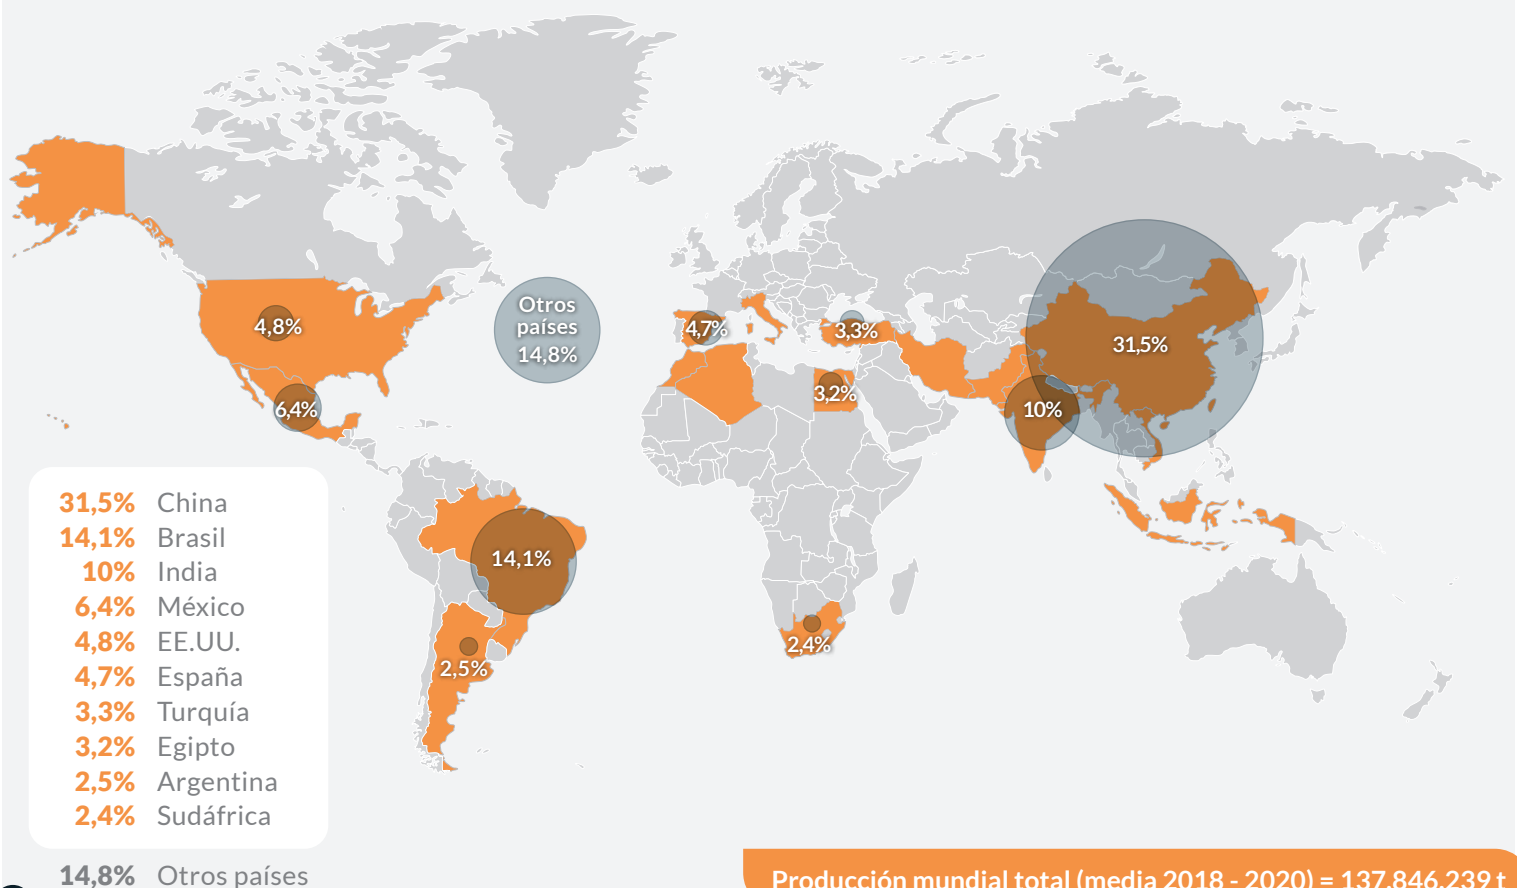 Otros
países
14,8%
4,8%
6,4%
4,7%
3,3%
3,2%
31,5%
10%
14,1%
2,5%
2,4%
31,5% China
14,1% Brasil
10% India
6,4% México
4,8% EE.UU.
4,7% España
3,3% Turquía
3,2% Egipto
2,5% Argentina
2,4% Sudáfrica
14,8% Otros países
Producción mundial total (media 2018 - 2020) = 137.846.239 t